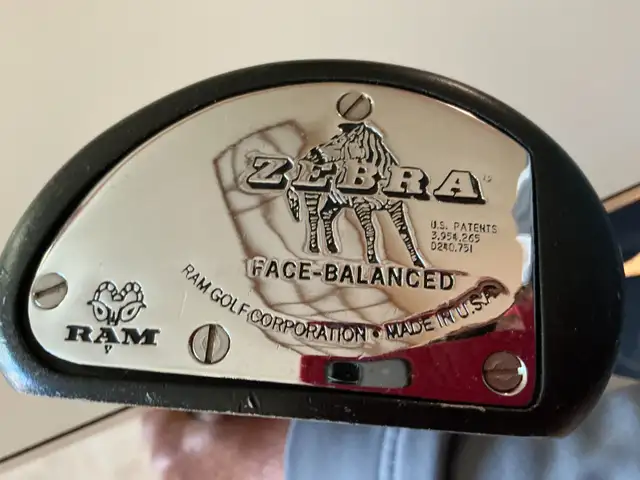 ZEBRA
U.S. PATENTS
3,954,265
D240,751
FACE-BALANCED
RAM GOLF CORPORATION • MADE IN U.S.A.
RAM